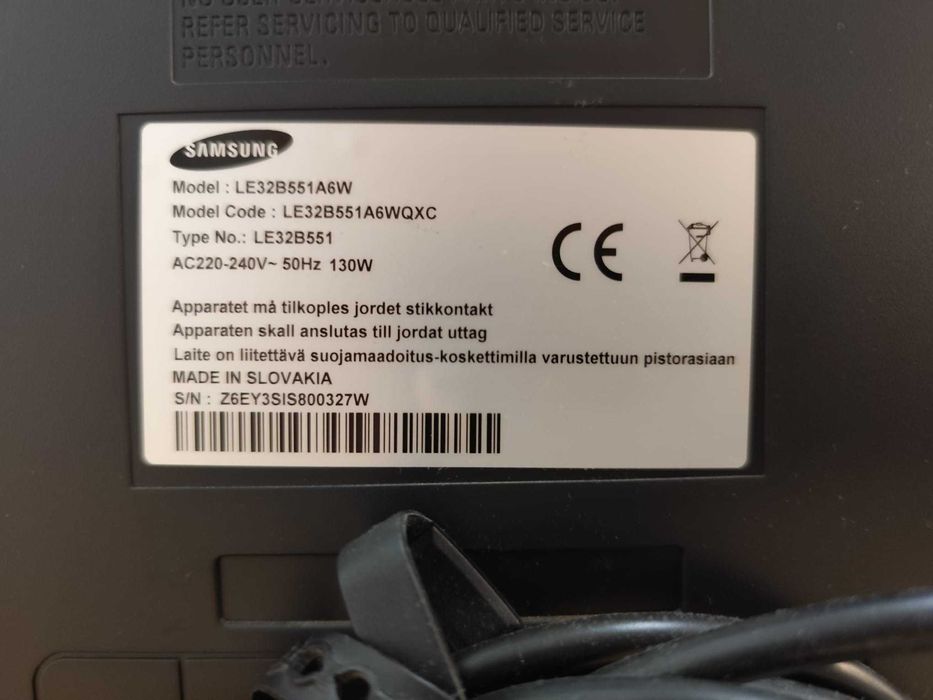 REFER SERVICING TO QUALIFIED SERVICE
PERSONNEL.
SAMSUNG
Model : LE32B551A6W
Model Code : LE32B551A6WQXC
Type No.: LE32B551
AC220-240V~ 50Hz 130W
CE
Apparatet må tilkoples jordet stikkontakt
Apparaten skall anslutas till jordat uttag
Laite on liitettävä suojamaadoitus-koskettimilla varustettuun pistorasiaan
MADE IN SLOVAKIA
S/N : Z6EY3SIS800327W